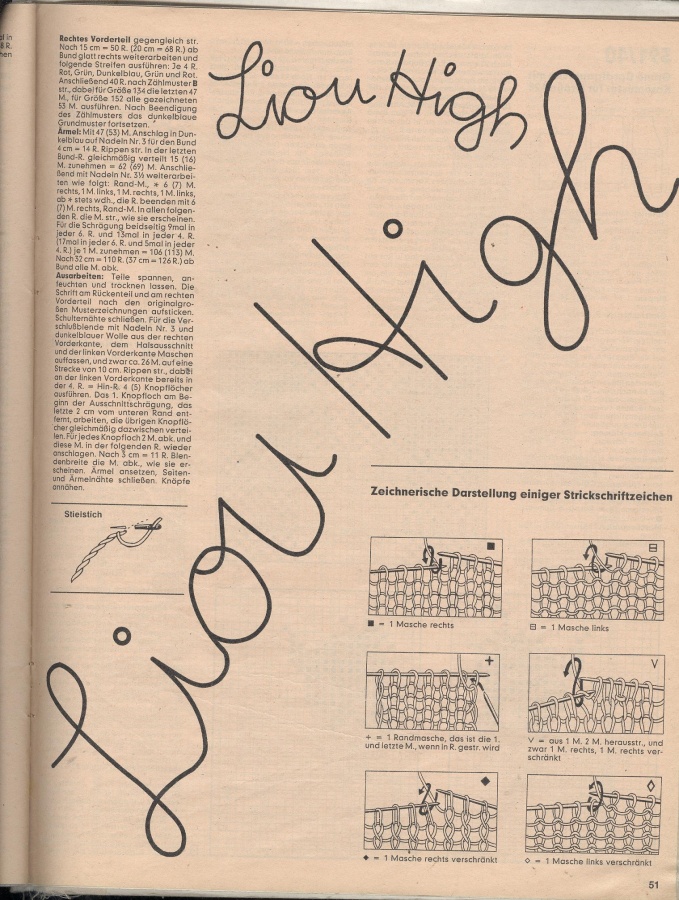 Rechtes Vorderteil gegengleich str.
Nach 15 cm = 50 R. (20 cm = 68 R.) ab
Bund glatt rechts weiterarbeiten und
folgende Streifen ausführen: Je 4 R.
Rot, Grün, Dunkelblau, Grün und Rot.
Anschließend 40 R. nach Zählmuster B
str., dabei für Größe 134 die letzten 47
M., für Größe 152 alle gezeichneten
53 M. ausführen. Nach Beendigung
des Zählmusters das dunkelblaue
Grundmuster fortsetzen.
Ärmel: Mit 47 (53) M. Anschlag in Dun-
kelblau auf Nadeln Nr. 3 für den Bund
4 cm = 14 R. Rippen str. In der letzten
Bund-R. gleichmäßig verteilt 15 (16)
M. zunehmen = 62 (69) M. Anschlie-
ßend mit Nadeln Nr. 3½ weiterarbei-
ten wie folgt: Rand-M., * 6 (7) M.
rechts, 1 M. links, 1 M. rechts, 1 M. links,
ab * stets wdh., die R. beenden mit 6
(7) M. rechts, Rand-M. In allen folgen-
den R. die M. str., wie sie erscheinen.
Für die Schrägung beidseitig 9mal in
jeder 6. R. und 13mal in jeder 4. R.
(17mal in jeder 6. R. und 5mal in jeder
4. R.) je 1 M. zunehmen = 106 (113) M.
Nach 32 cm = 110 R. (37 cm = 126 R.) ab
Bund alle M. abk.
Ausarbeiten: Teile spannen, an-
feuchten und trocknen lassen. Die
Schrift am Rückenteil und am rechten
Vorderteil nach den originalgro-
ßen Musterzeichnungen aufsticken.
Schulternähte schließen. Für die Ver-
schlußblende mit Nadeln Nr. 3 und
dunkelblauer Wolle aus der rechten
Vorderkante, dem Halsausschnitt
und der linken Vorderkante Maschen
auffassen, und zwar ca. 26 M. auf eine
Strecke von 10 cm. Rippen str., dabei
an der linken Vorderkante bereits in
der 4. R. = Hin-R. 4 (5) Knopflöcher
ausführen. Das 1. Knopfloch am Be-
ginn der Ausschnittschrägung, das
letzte 2 cm vom unteren Rand ent-
fernt, arbeiten, die übrigen Knopflö-
cher gleichmäßig dazwischen vertei-
len. Für jedes Knopfloch 2 M. abk. und
diese M. in der folgenden R. wieder
anschlagen. Nach 3 cm = 11 R. Blen-
denbreite die M. abk., wie sie er-
scheinen. Ärmel ansetzen, Seiten-
und Ärmelnähte schließen. Knöpfe
annähen.
Stielstich
Lion High
Lion High
Zeichnerische Darstellung einiger Strickschriftzeichen
■ = 1 Masche rechts
⊟ = 1 Masche links
+ = 1 Randmasche, das ist die 1.
und letzte M., wenn in R. gestr. wird
V = aus 1 M. 2 M. herausstr., und
zwar 1 M. rechts, 1 M. rechts ver-
schränkt
◆ = 1 Masche rechts verschränkt
◇ = 1 Masche links verschränkt
51